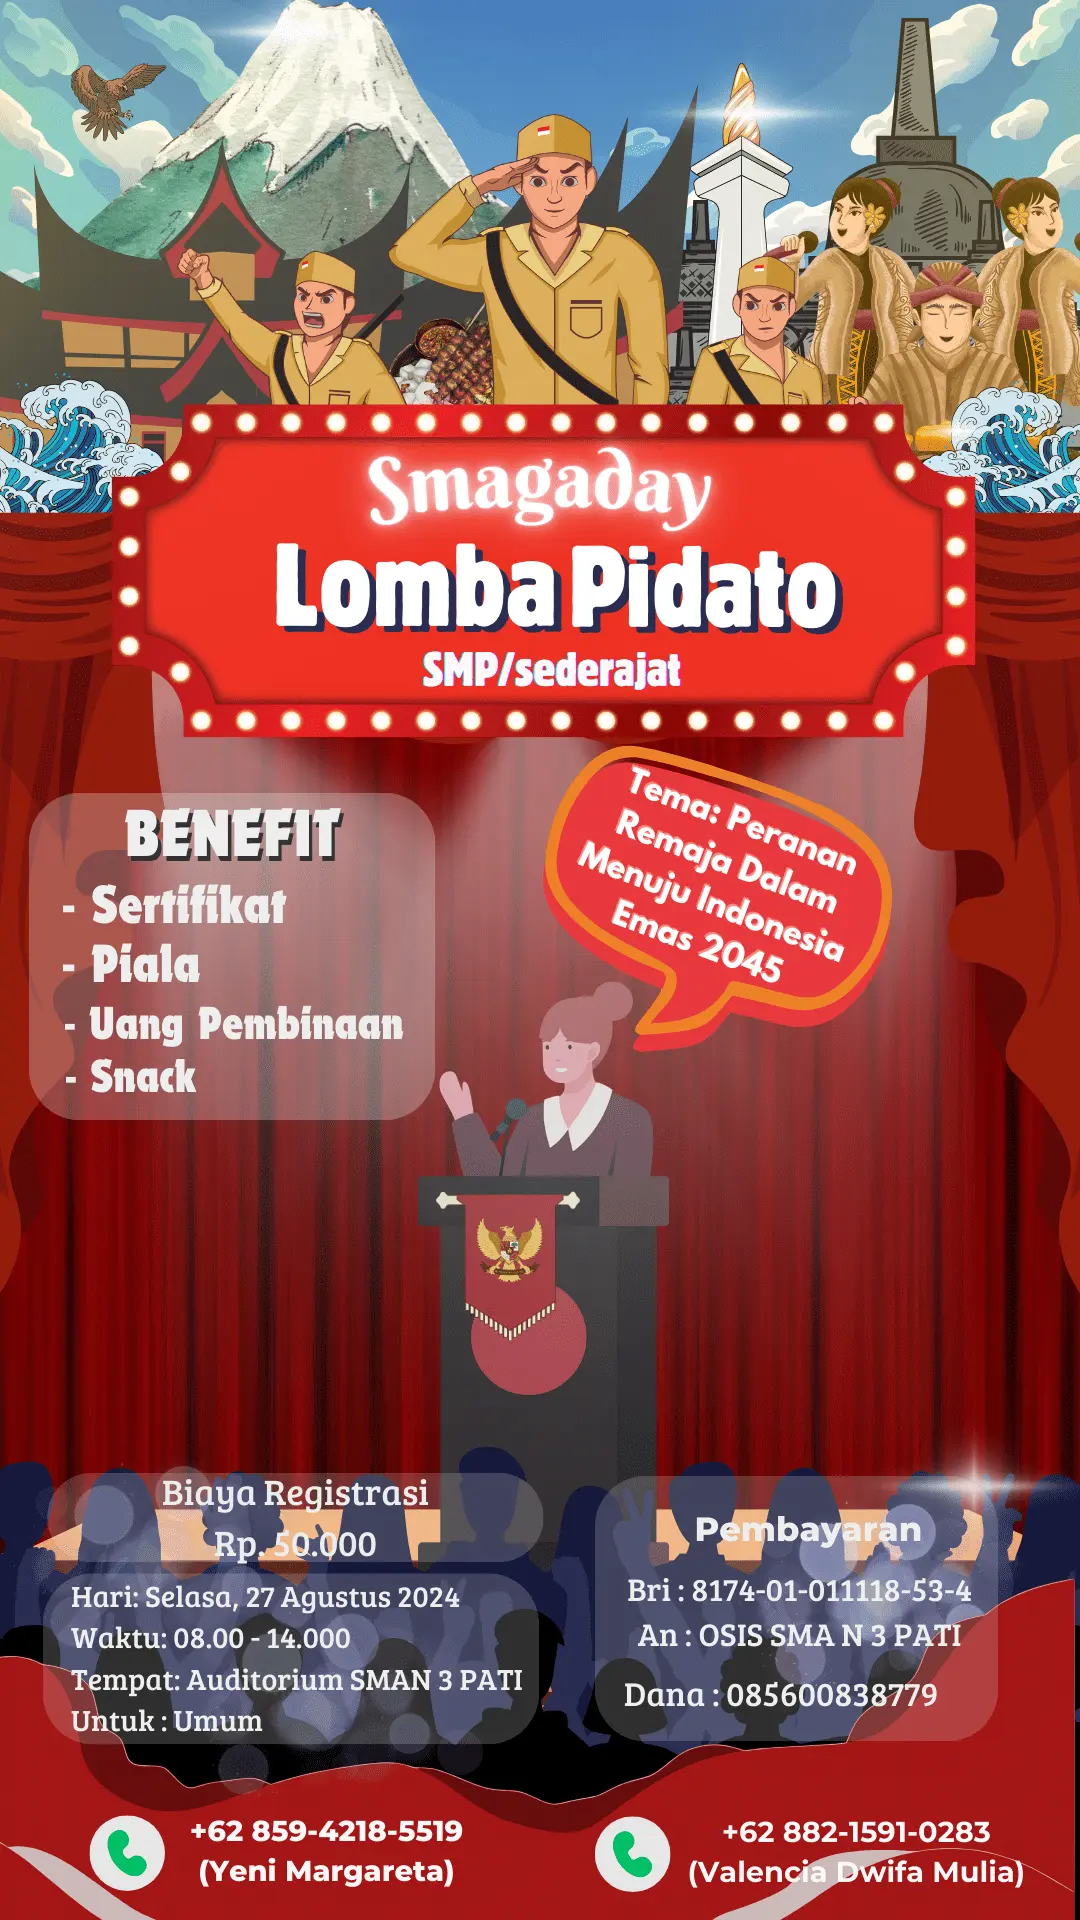 Smagaday
Lomba Pidato
SMP/sederajat
Tema: Peranan
Remaja Dalam
Menuju Indonesia
Emas 2045
BENEFIT
- Sertifikat
- Piala
- Uang Pembinaan
- Snack
Biaya Registrasi
Rp. 50.000
Hari: Selasa, 27 Agustus 2024
Waktu: 08.00 - 14.000
Tempat: Auditorium SMAN 3 PATI
Untuk : Umum
Pembayaran
Bri : 8174-01-011118-53-4
An : OSIS SMA N 3 PATI
Dana : 085600838779
+62 859-4218-5519
(Yeni Margareta)
+62 882-1591-0283
(Valencia Dwifa Mulia)